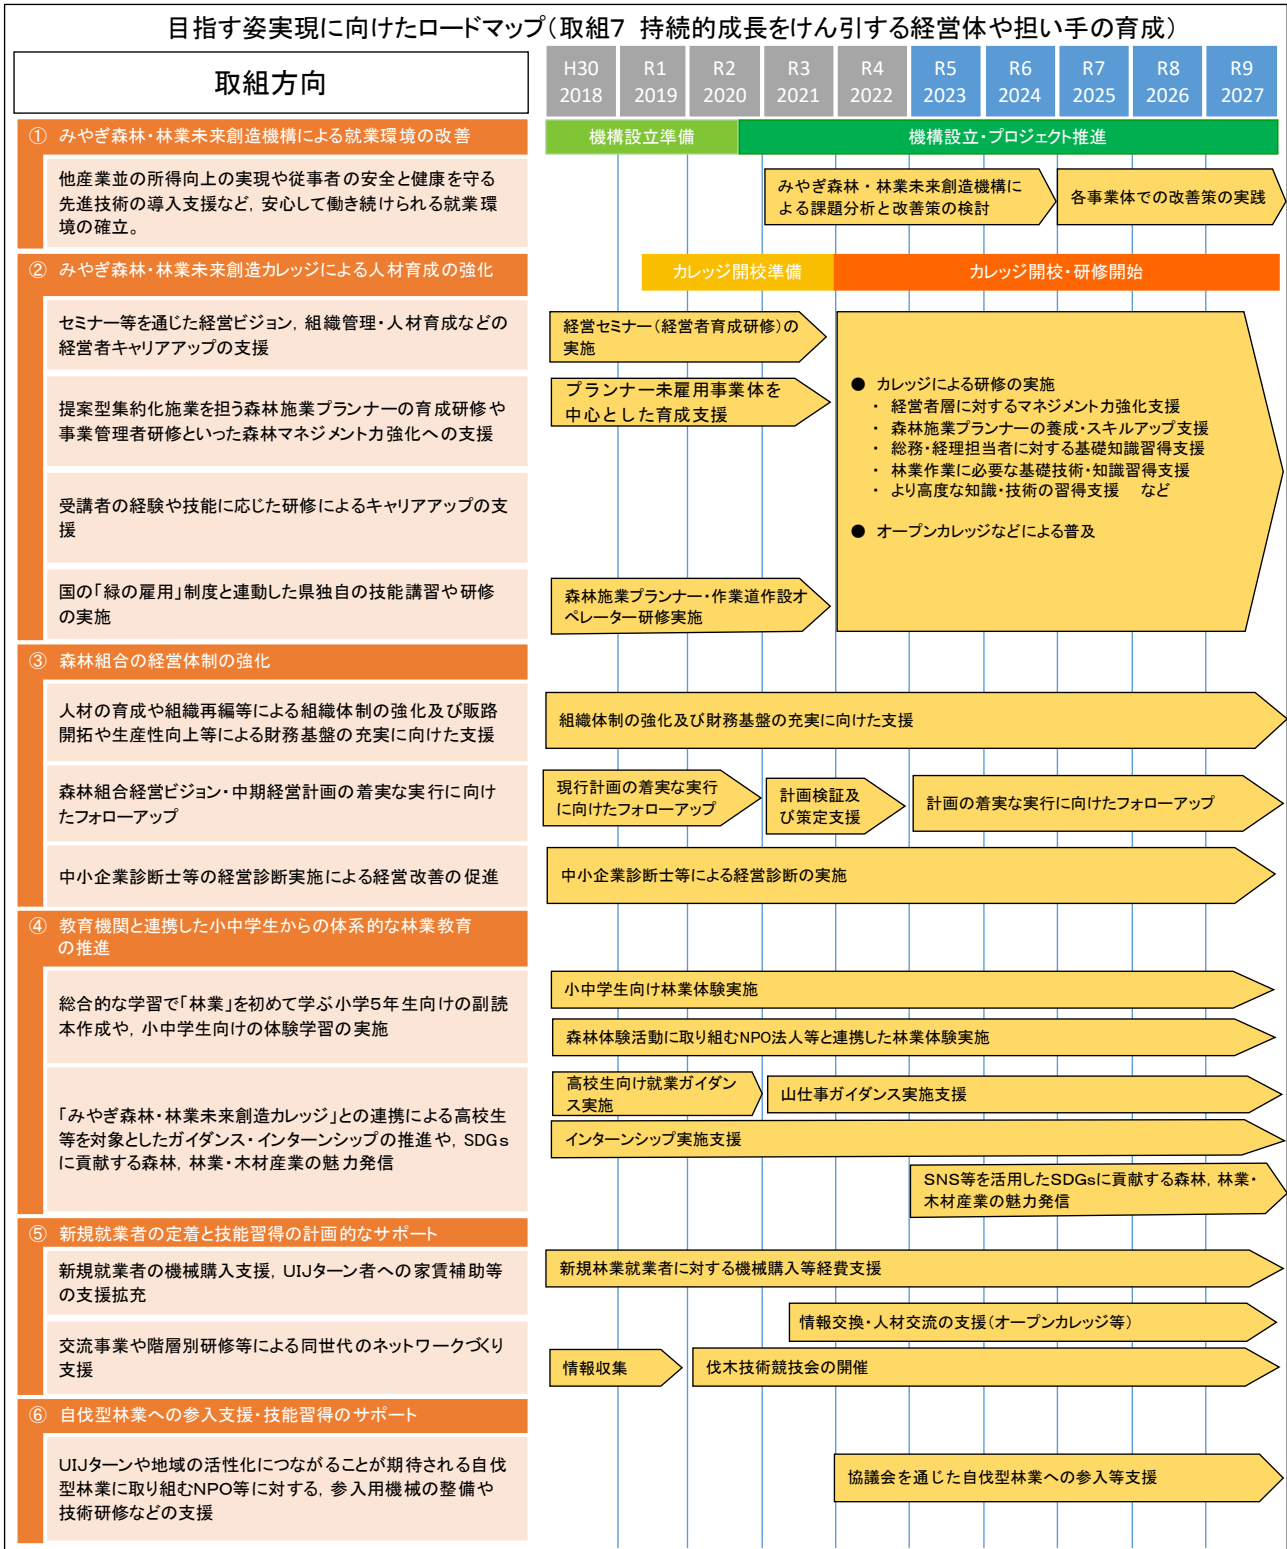 目指す姿実現に向けたロードマップ(取組7 持続的成長をけん引する経営体や担い手の育成)
取組方向
H30
2018
R1
2019
R2
2020
R3
2021
R4
2022
R5
2023
R6
2024
R7
2025
R8
2026
R9
2027
① みやぎ森林・林業未来創造機構による就業環境の改善
機構設立準備
機構設立・プロジェクト推進
他産業並の所得向上の実現や従事者の安全と健康を守る
先進技術の導入支援など，安心して働き続けられる就業環
境の確立。
みやぎ森林・林業未来創造機構に
よる課題分析と改善策の検討
各事業体での改善策の実践
② みやぎ森林・林業未来創造カレッジによる人材育成の強化
カレッジ開校準備
カレッジ開校・研修開始
セミナー等を通じた経営ビジョン，組織管理・人材育成などの
経営者キャリアアップの支援
経営セミナー(経営者育成研修)の
実施
提案型集約化施業を担う森林施業プランナーの育成研修や
事業管理者研修といった森林マネジメント力強化への支援
プランナー未雇用事業体を
中心とした育成支援
受講者の経験や技能に応じた研修によるキャリアアップの支
援
国の「緑の雇用」制度と連動した県独自の技能講習や研修
の実施
森林施業プランナー・作業道作設オ
ペレーター研修実施
● カレッジによる研修の実施
・ 経営者層に対するマネジメント力強化支援
・ 森林施業プランナーの養成・スキルアップ支援
・ 総務・経理担当者に対する基礎知識習得支援
・ 林業作業に必要な基礎技術・知識習得支援
・ より高度な知識・技術の習得支援 など
● オープンカレッジなどによる普及
③ 森林組合の経営体制の強化
人材の育成や組織再編等による組織体制の強化及び販路
開拓や生産性向上等による財務基盤の充実に向けた支援
組織体制の強化及び財務基盤の充実に向けた支援
森林組合経営ビジョン・中期経営計画の着実な実行に向け
たフォローアップ
現行計画の着実な実行
に向けたフォローアップ
計画検証及
び策定支援
計画の着実な実行に向けたフォローアップ
中小企業診断士等の経営診断実施による経営改善の促進
中小企業診断士等による経営診断の実施
④ 教育機関と連携した小中学生からの体系的な林業教育
の推進
総合的な学習で「林業」を初めて学ぶ小学5年生向けの副読
本作成や，小中学生向けの体験学習の実施
小中学生向け林業体験実施
森林体験活動に取り組むNPO法人等と連携した林業体験実施
「みやぎ森林・林業未来創造カレッジ」との連携による高校生
等を対象としたガイダンス・インターンシップの推進や，SDGs
に貢献する森林，林業・木材産業の魅力発信
高校生向け就業ガイダン
ス実施
山仕事ガイダンス実施支援
インターンシップ実施支援
SNS等を活用したSDGsに貢献する森林，林業・
木材産業の魅力発信
⑤ 新規就業者の定着と技能習得の計画的なサポート
新規就業者の機械購入支援，UIJターン者への家賃補助等
の支援拡充
新規林業就業者に対する機械購入等経費支援
交流事業や階層別研修等による同世代のネットワークづくり
支援
情報交換・人材交流の支援(オープンカレッジ等)
情報収集
伐木技術競技会の開催
⑥ 自伐型林業への参入支援・技能習得のサポート
UIJターンや地域の活性化につながることが期待される自伐
型林業に取り組むNPO等に対する，参入用機械の整備や
技術研修などの支援
協議会を通じた自伐型林業への参入等支援